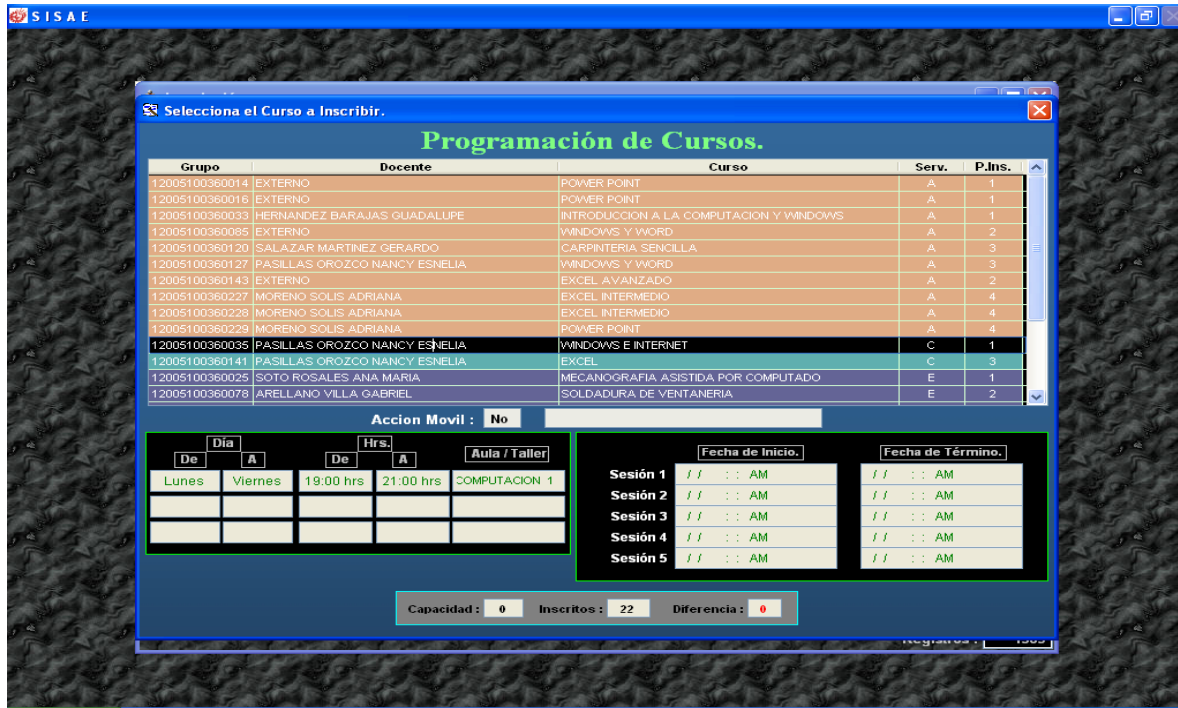 S I S A E
Selecciona el Curso a Inscribir.
Programación de Cursos.
Grupo Docente Curso Serv. P.Ins.
12005100360014 EXTERNO POWER POINT A 1
12005100360016 EXTERNO POWER POINT A 1
12005100360033 HERNANDEZ BARAJAS GUADALUPE INTRODUCCION A LA COMPUTACION Y WINDOWS A 1
12005100360085 EXTERNO WINDOWS Y WORD A 2
12005100360120 SALAZAR MARTINEZ GERARDO CARPINTERIA SENCILLA A 3
12005100360127 PASILLAS OROZCO NANCY ESNELIA WINDOWS Y WORD A 3
12005100360143 EXTERNO EXCEL AVANZADO A 2
12005100360227 MORENO SOLIS ADRIANA EXCEL INTERMEDIO A 4
12005100360228 MORENO SOLIS ADRIANA EXCEL INTERMEDIO A 4
12005100360229 MORENO SOLIS ADRIANA POWER POINT A 4
12005100360035 PASILLAS OROZCO NANCY ESNELIA WINDOWS E INTERNET C 1
12005100360141 PASILLAS OROZCO NANCY ESNELIA EXCEL C 3
12005100360025 SOTO ROSALES ANA MARIA MECANOGRAFIA ASISTIDA POR COMPUTADO E 1
12005100360078 ARELLANO VILLA GABRIEL SOLDADURA DE VENTANERIA E 2
Accion Movil : No
Día Hrs. Aula / Taller
De A De A
Lunes Viernes 19:00 hrs 21:00 hrs COMPUTACION 1
Fecha de Inicio. Fecha de Término.
Sesión 1 / / : : AM / / : : AM
Sesión 2 / / : : AM / / : : AM
Sesión 3 / / : : AM / / : : AM
Sesión 4 / / : : AM / / : : AM
Sesión 5 / / : : AM / / : : AM
Capacidad : 0 Inscritos : 22 Diferencia : 0
Registros :